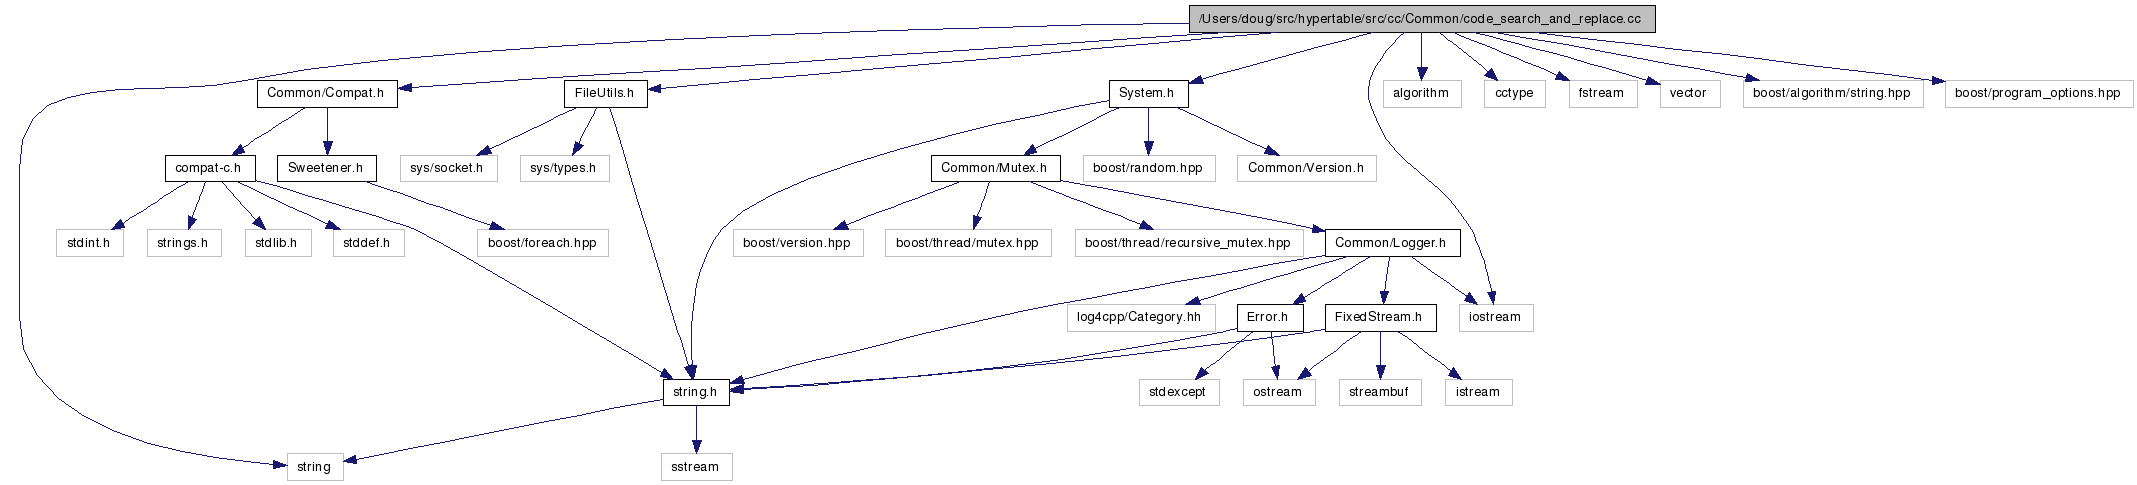 /Users/doug/src/hypertable/src/cc/Common/code_search_and_replace.cc
Common/Compat.h
FileUtils.h
System.h
algorithm
cctype
fstream
vector
boost/algorithm/string.hpp
boost/program_options.hpp
compat-c.h
Sweetener.h
sys/socket.h
sys/types.h
Common/Mutex.h
boost/random.hpp
Common/Version.h
stdint.h
strings.h
stdlib.h
stddef.h
boost/foreach.hpp
boost/version.hpp
boost/thread/mutex.hpp
boost/thread/recursive_mutex.hpp
Common/Logger.h
log4cpp/Category.hh
Error.h
FixedStream.h
iostream
string.h
stdexcept
ostream
streambuf
istream
string
sstream